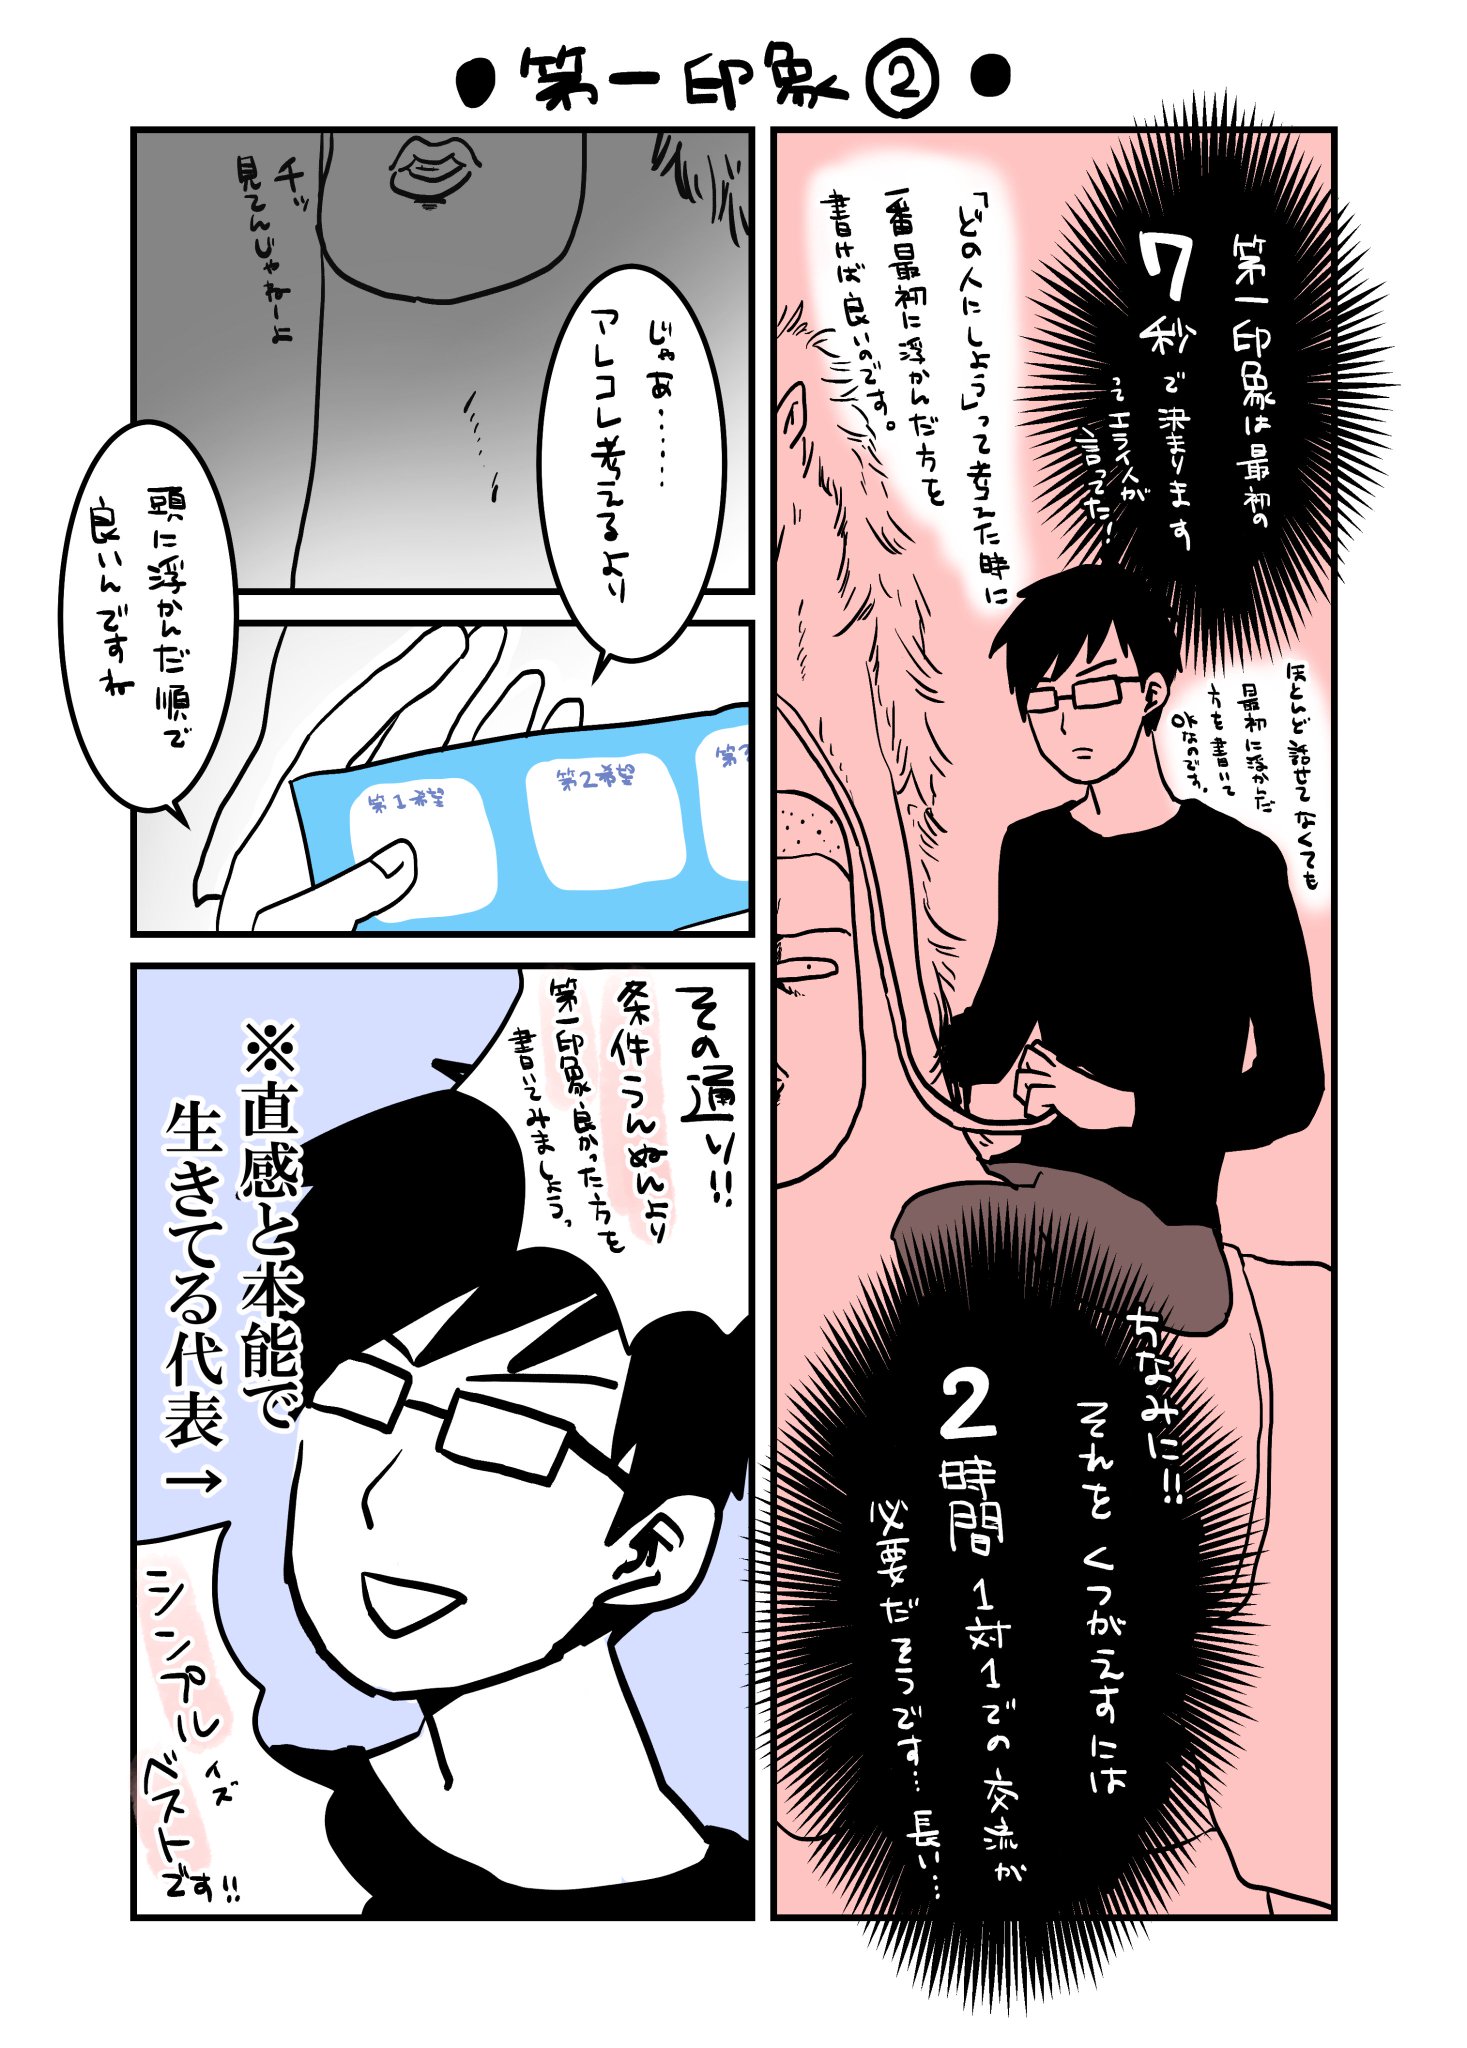 ●第一印象②●
第一印象は最初の
7秒で決まります
ってエライ人が
言ってた！
「どの人にしよう」って考えた時に
一番最初に浮かんだ方を
書けば良いのです。
ほとんど話せてなくても
最初に浮かんだ
方を書いて
OKなのです。
ちなみに!!
それをくつがえすには
2時間1対1での交流が
必要だそうです…長い…
チッ
見てんじゃねーよ
じゃあ………
アレコレ考えるより
頭に浮かんだ順で
良いんですね
第1希望
第2希望
第3
その通り!!
条件うんぬんより
第一印象良かった方を
書いてみましょう。
※直感と本能で
生きてる代表→
シンプル
イズ
ベストです!!